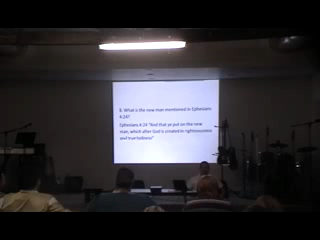 8. What is the new man mentioned in Ephesians
4:24?
Ephesians 4:24 "And that ye put on the new
man, which after God is created in righteousness
and true holiness"